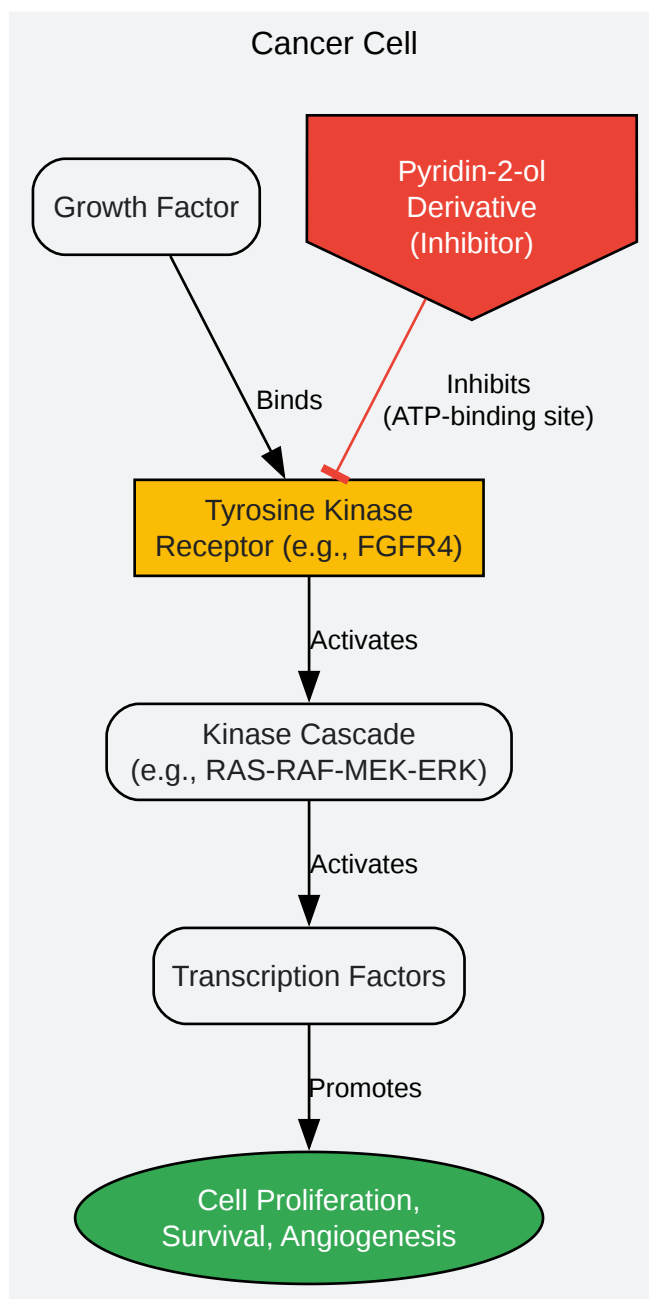 Cancer Cell
Growth Factor
Pyridin-2-ol
Derivative
(Inhibitor)
Binds
Inhibits
(ATP-binding site)
Tyrosine Kinase
Receptor (e.g., FGFR4)
Activates
Kinase Cascade
(e.g., RAS-RAF-MEK-ERK)
Activates
Transcription Factors
Promotes
Cell Proliferation,
Survival, Angiogenesis